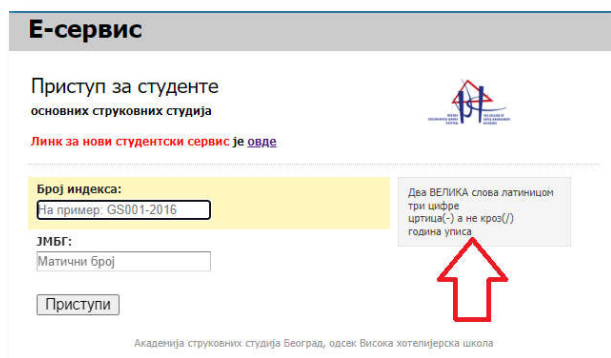 Е-сервис
Приступ за студенте
основних струковних студија
Линк за нови студентски сервис је овде
Број индекса:
На пример: GS001-2016
Два ВЕЛИКА слова латиницом
три цифре
цртица(-) а не кроз(/)
година уписа
ЈМБГ:
Матични број
Приступи
Академија струковних студија Београд, одсек Висока хотелијерска школа